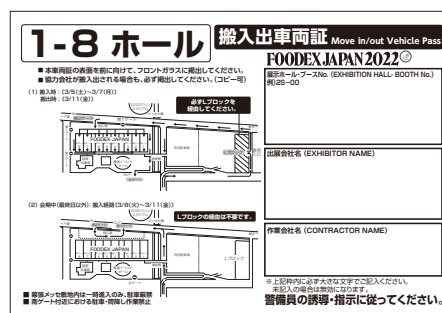 1-8 ホール
搬入出車両証 Move in/out Vehicle Pass
■ 本車両証の表面を前に向けて、フロントガラスに掲出してください。
■ 協力会社が搬入出される場合も、必ず掲出してください。(コピー可)
(1) 搬入時:(3/5(土)~3/7(月))
搬出時:(3/11(金))
必ずLブロックを
経由してください。
FOODEX JAPAN
(2) 会期中(最終日以外):搬入経路(3/8(火)~3/11(金))
Lブロックの経由は不要です。
FOODEX JAPAN
Lブロック
■ 幕張メッセ敷地内は一時進入のみ、駐車厳禁
■ 南ゲート付近における駐車・荷降し作業禁止
FOODEX JAPAN 2022
展示ホール・ブースNo. (EXHIBITION HALL- BOOTH No.)
例)2S-00
出展会社名 (EXHIBITOR NAME)
作業会社名 (CONTRACTOR NAME)
※上記枠内に必ず大きな文字でご記入ください。
未記入の場合は無効になります。
警備員の誘導・指示に従ってください。